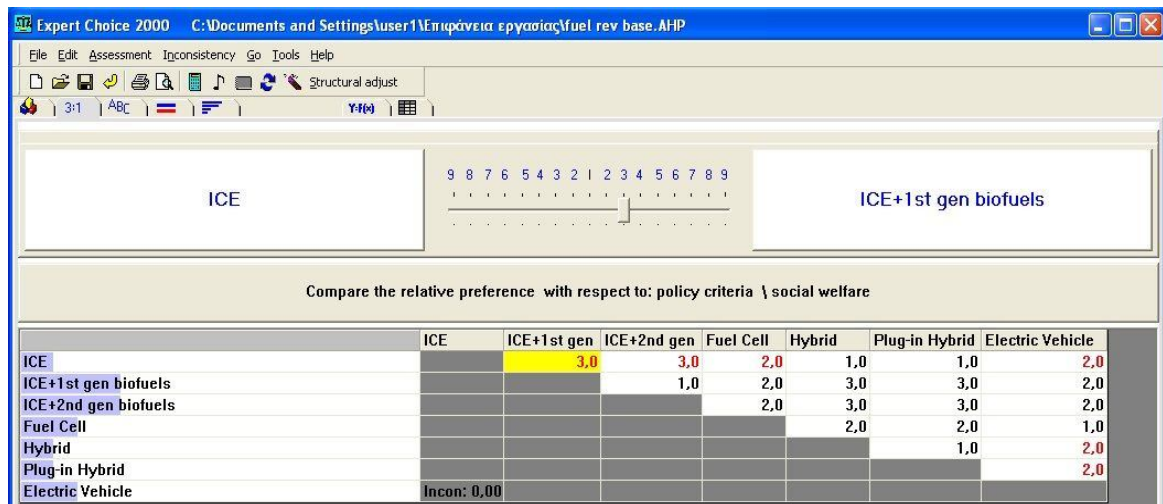 Expert Choice 2000 C:\Documents and Settings\user1\Επιφάνεια εργασίας\fuel rev base.AHP
File Edit Assessment Inconsistency Go Tools Help
Structural adjust
3:1 ABC Y=F(x)
9 8 7 6 5 4 3 2 1 2 3 4 5 6 7 8 9
ICE ICE+1st gen biofuels
Compare the relative preference with respect to: policy criteria \ social welfare
ICE ICE+1st gen ICE+2nd gen Fuel Cell Hybrid Plug-in Hybrid Electric Vehicle
ICE 3,0 3,0 2,0 1,0 1,0 2,0
ICE+1st gen biofuels 1,0 2,0 3,0 3,0 2,0
ICE+2nd gen biofuels 2,0 3,0 3,0 2,0
Fuel Cell 2,0 2,0 1,0
Hybrid 1,0 2,0
Plug-in Hybrid 2,0
Electric Vehicle Incon: 0,00